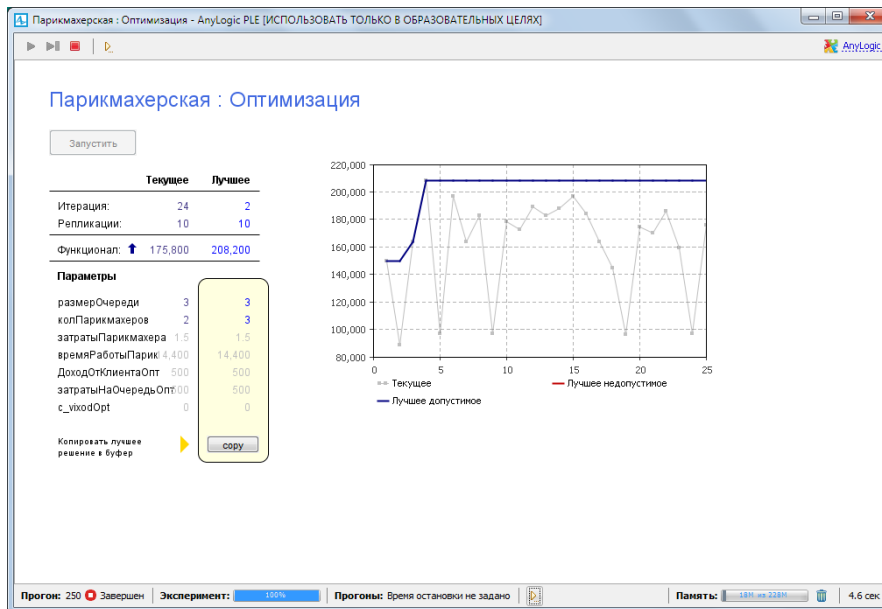 Парикмахерская : Оптимизация - AnyLogic PLE [ИСПОЛЬЗОВАТЬ ТОЛЬКО В ОБРАЗОВАТЕЛЬНЫХ ЦЕЛЯХ]
AnyLogic
Парикмахерская : Оптимизация
Запустить
Текущее Лучшее
Итерация: 24 2
Репликации: 10 10
Функционал: 175,800 208,200
Параметры
размерОчереди 3 3
колПарикмахеров 2 3
затратыПарикмахера 1.5 1.5
времяРаботыПарик 14,400 14,400
ДоходОтКлиентаОпт 500 500
затратыНаОчередьОпт 500 500
c_vixodOpt 0 0
Копировать лучшее
решение в буфер
copy
220,000
200,000
180,000
160,000
140,000
120,000
100,000
80,000
0 5 10 15 20 25
Текущее Лучшее недопустимое
Лучшее допустимое
Прогон: 250 Завершен Эксперимент: 100% Прогоны: Время остановки не задано Память: 18M из 228M 4.6 сек